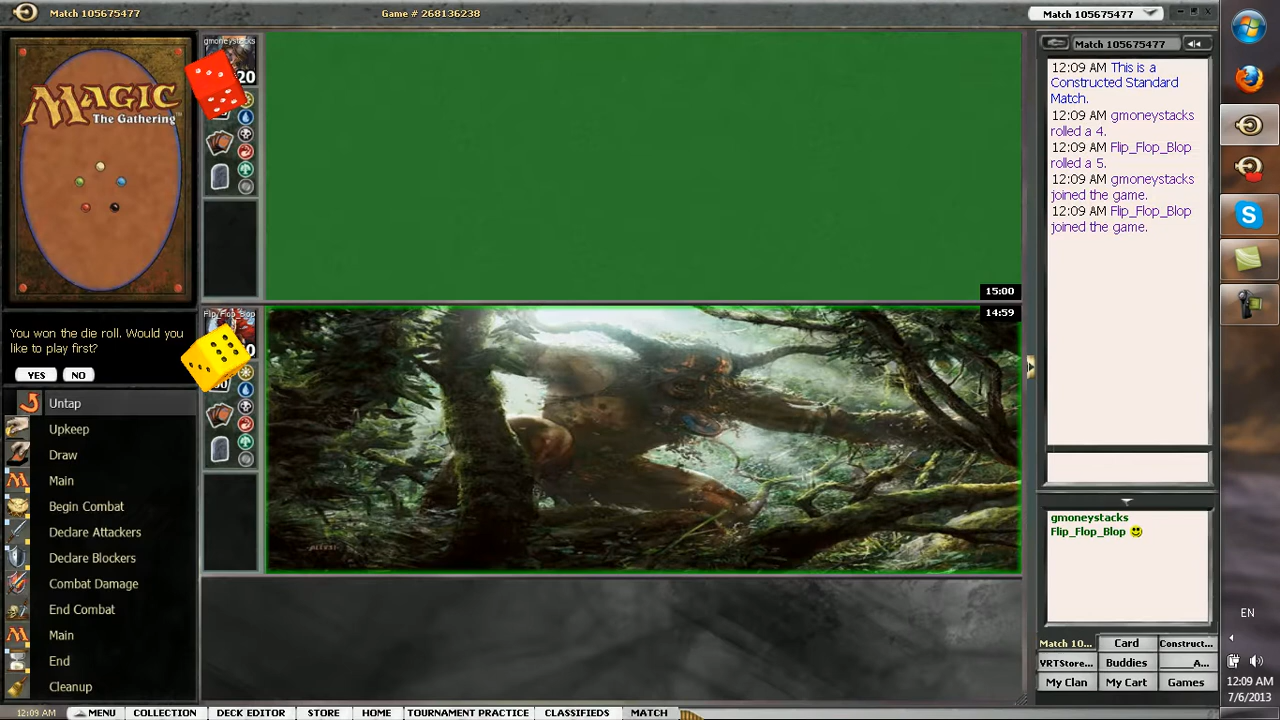 Match 105675477
Game # 268136238
Match 105675477
MAGIC
The Gathering
gmoneystacks
20
15:00
Match 105675477
12:09 AM This is a
Constructed Standard
Match.
12:09 AM gmoneystacks
rolled a 4.
12:09 AM Flip_Flop_Blop
rolled a 5.
12:09 AM gmoneystacks
joined the game.
12:09 AM Flip_Flop_Blop
joined the game.
You won the die roll. Would you
like to play first?
YES
NO
Flip_Flop_Blop
14:59
Untap
Upkeep
Draw
Main
Begin Combat
Declare Attackers
Declare Blockers
Combat Damage
End Combat
Main
End
Cleanup
gmoneystacks
Flip_Flop_Blop
Match 10...
Card
Construct...
VRTStore...
Buddies
___A...
My Clan
My Cart
Games
EN
12:09 AM
7/6/2013
12:09 AM
MENU
COLLECTION
DECK EDITOR
STORE
HOME
TOURNAMENT PRACTICE
CLASSIFIEDS
MATCH